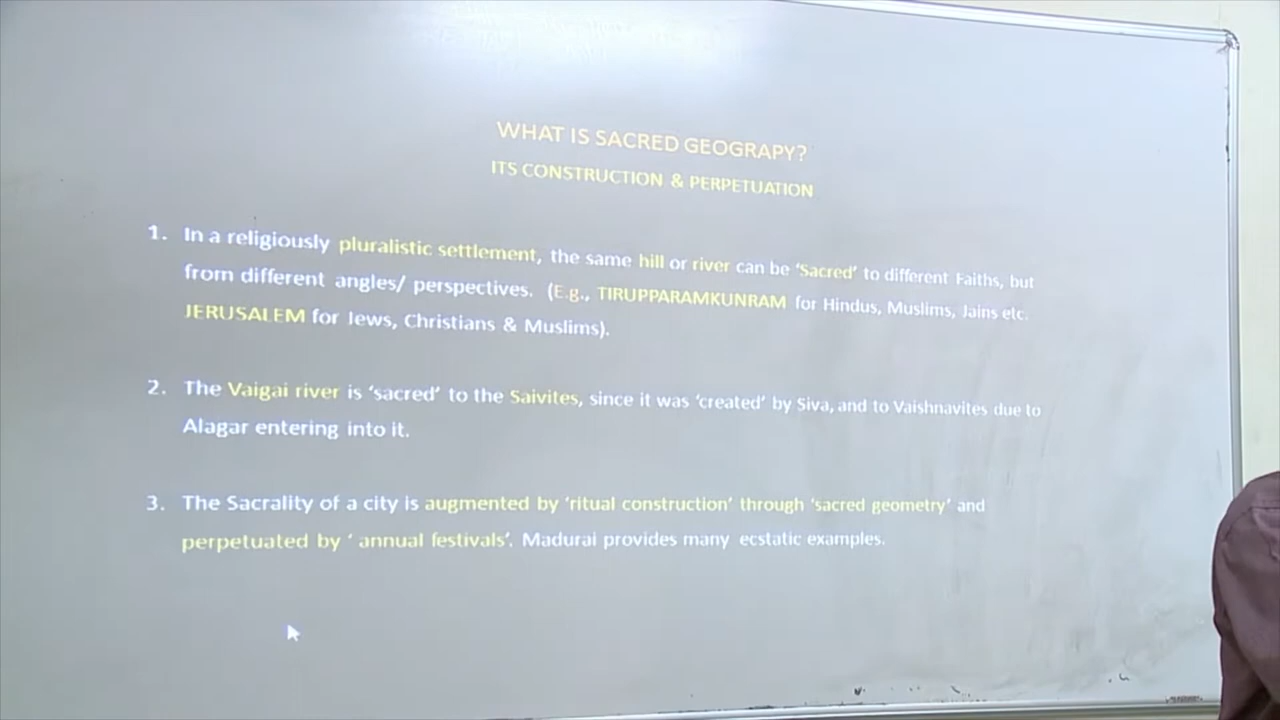 WHAT IS SACRED GEOGRAPY?
ITS CONSTRUCTION & PERPETUATION
1. In a religiously pluralistic settlement, the same hill or river can be ‘Sacred’ to different Faiths, but
from different angles/ perspectives. (E.g., TIRUPPARAMKUNRAM for Hindus, Muslims, Jains etc.
JERUSALEM for Jews, Christians & Muslims).
2. The Vaigai river is ‘sacred’ to the Saivites, since it was ‘created’ by Siva, and to Vaishnavites due to
Alagar entering into it.
3. The Sacrality of a city is augmented by ‘ritual construction’ through ‘sacred geometry’ and
perpetuated by ‘ annual festivals’. Madurai provides many ecstatic examples.